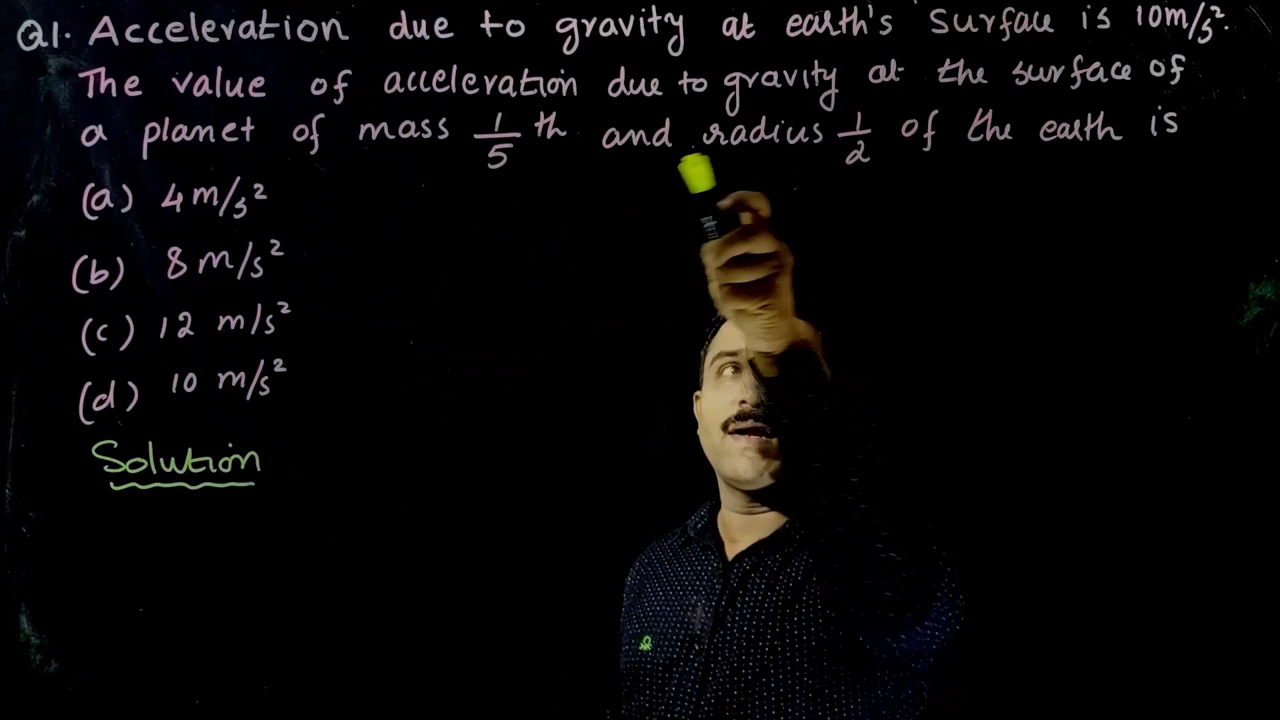 Q1. Acceleration due to gravity at earth's surface is 10m/s².
The value of acceleration due to gravity at the surface of
a planet of mass 1/5 th and radius 1/2 of the earth is
(a) 4m/s²
(b) 8 m/s²
(c) 12 m/s²
(d) 10 m/s²
Solution